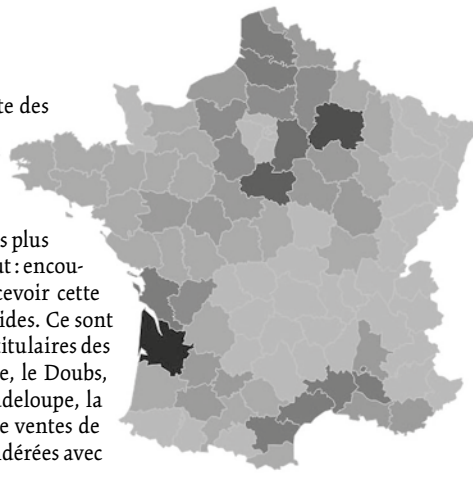 te des
s plus
ut : encou-
cevoir cette
ides. Ce sont
titulaires des
e, le Doubs,
deloupe, la
e ventes de
dérées avec